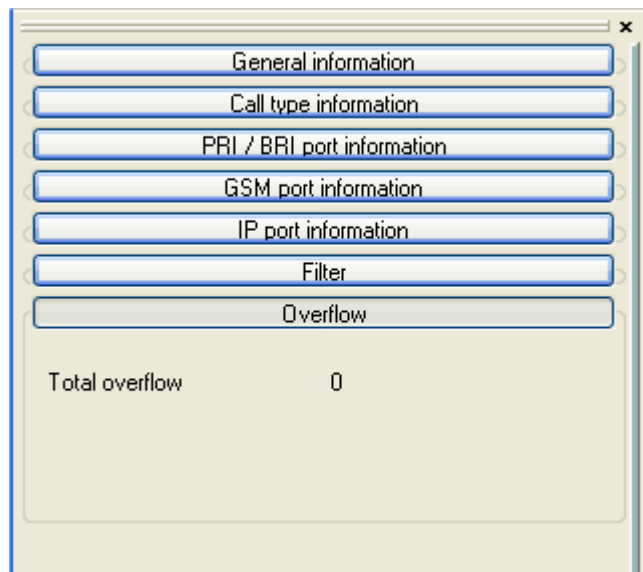 General information
Call type information
PRI / BRI port information
GSM port information
IP port information
Filter
Overflow
Total overflow 0